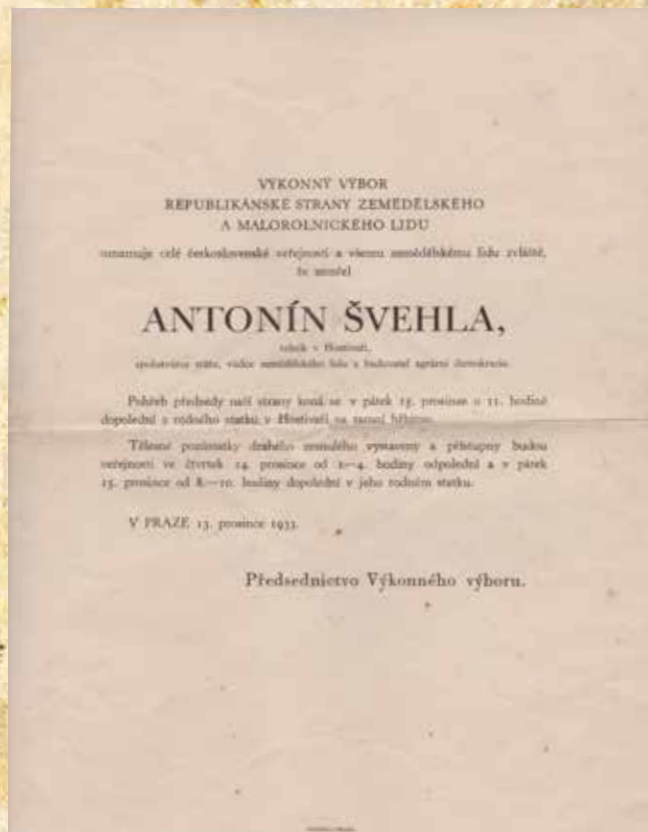 VÝKONNÝ VÝBOR
REPUBLIKÁNSKÉ STRANY ZEMĚDĚLSKÉHO
A MALOROLNICKÉHO LIDU
oznamuje celé československé veřejnosti a všemu zemědělskému lidu zvláště,
že zemřel
ANTONÍN ŠVEHLA,
rolník v Hostivaři,
spolutvůrce státu, vůdce zemědělského lidu a budovatel agrární demokracie.
Pohřeb předsedy naší strany koná se v pátek 15. prosince o 11. hodině
dopolední z rodného statku v Hostivaři na tamní hřbitov.
Tělesné pozůstatky drahého zesnulého vystaveny a přístupny budou
veřejnosti ve čtvrtek 14. prosince od 2.—4. hodiny odpolední a v pátek
15. prosince od 8.—10. hodiny dopolední v jeho rodném statku.
V PRAZE 13. prosince 1933.
Předsednictvo Výkonného výboru.